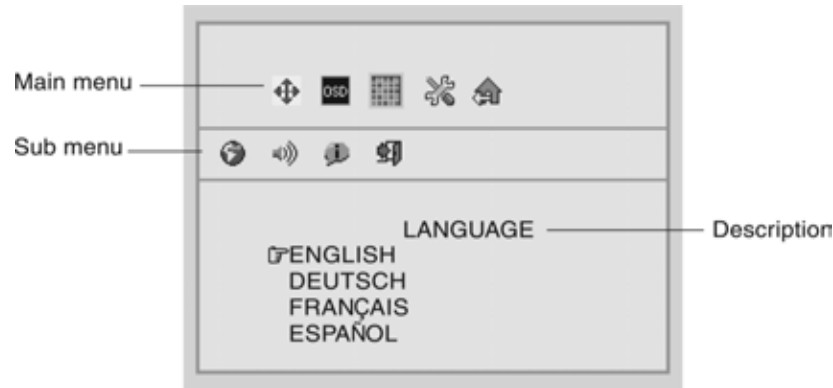 Main menu
OSD
Sub menu
LANGUAGE
Description
ENGLISH
DEUTSCH
FRANÇAIS
ESPAÑOL